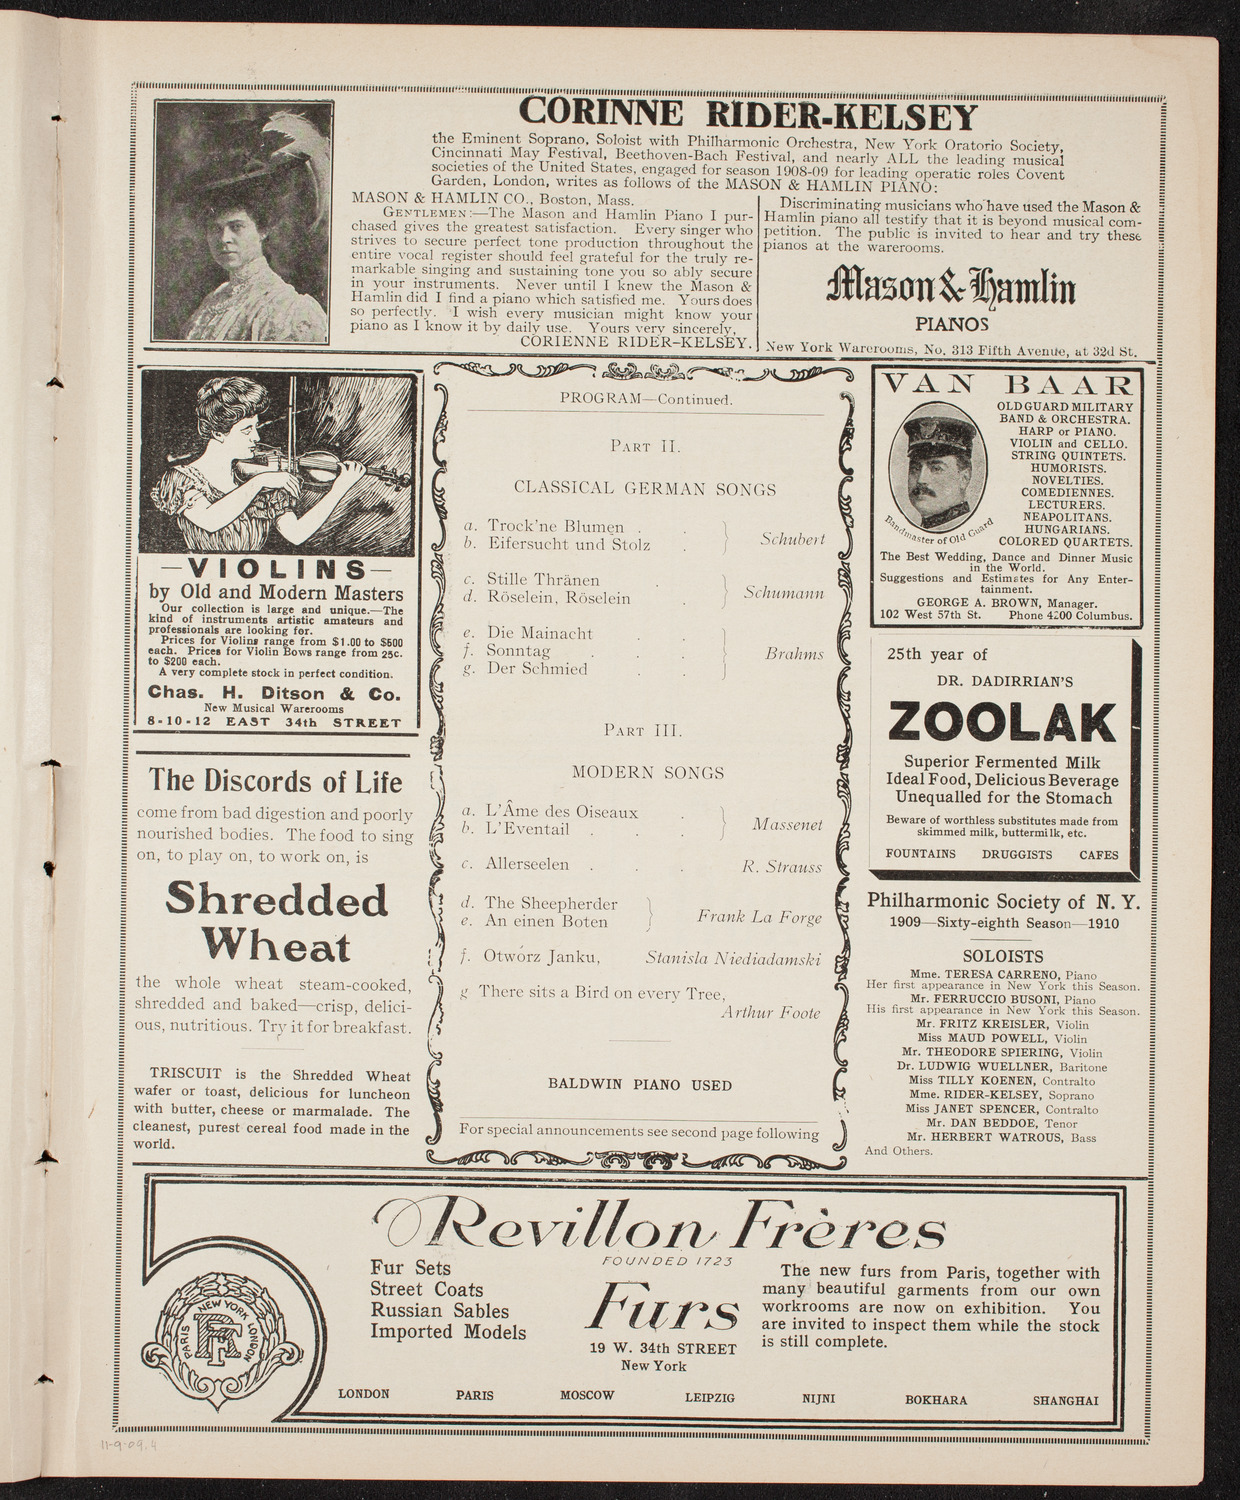 CORINNE RIDER-KELSEY
the Eminent Soprano, Soloist with Philharmonic Orchestra, New York Oratorio Society,
Cincinnati May Festival, Beethoven-Bach Festival, and nearly ALL the leading musical
societies of the United States, engaged for season 1908-09 for leading operatic roles Covent
Garden, London, writes as follows of the MASON & HAMLIN PIANO:
MASON & HAMLIN CO., Boston, Mass.
GENTLEMEN:—The Mason and Hamlin Piano I pur-
chased gives the greatest satisfaction. Every singer who
strives to secure perfect tone production throughout the
entire vocal register should feel grateful for the truly re-
markable singing and sustaining tone you so ably secure
in your instruments. Never until I knew the Mason &
Hamlin did I find a piano which satisfied me. Yours does
so perfectly. I wish every musician might know your
piano as I know it by daily use. Yours very sincerely,
CORIENNE RIDER-KELSEY.
Discriminating musicians who have used the Mason &
Hamlin piano all testify that it is beyond musical com-
petition. The public is invited to hear and try these
pianos at the warerooms.
Mason & Hamlin
PIANOS
New York Warerooms, No. 313 Fifth Avenue, at 32d St.
—VIOLINS—
by Old and Modern Masters
Our collection is large and unique.—The
kind of instruments artistic amateurs and
professionals are looking for.
Prices for Violins range from $1.00 to $500
each. Prices for Violin Bows range from 25c.
to $200 each.
A very complete stock in perfect condition.
Chas. H. Ditson & Co.
New Musical Warerooms
8-10-12 EAST 34th STREET
The Discords of Life
come from bad digestion and poorly
nourished bodies. The food to sing
on, to play on, to work on, is
Shredded
Wheat
the whole wheat steam-cooked,
shredded and baked—crisp, delici-
ous, nutritious. Try it for breakfast.
TRISCUIT is the Shredded Wheat
wafer or toast, delicious for luncheon
with butter, cheese or marmalade. The
cleanest, purest cereal food made in the
world.
PROGRAM—Continued.
PART II.
CLASSICAL GERMAN SONGS
a. Trock'ne Blumen .
b. Eifersucht und Stolz . } Schubert
c. Stille Thränen .
d. Röselein, Röselein . } Schumann
e. Die Mainacht . .
f. Sonntag . . . } Brahms
g. Der Schmied . .
PART III.
MODERN SONGS
a. L'Âme des Oiseaux .
b. L'Eventail . . } Massenet
c. Allerseelen . . . R. Strauss
d. The Sheepherder
e. An einen Boten } Frank La Forge
f. Otwórz Janku, Stanisla Niediadamski
g There sits a Bird on every Tree,
Arthur Foote
BALDWIN PIANO USED
For special announcements see second page following
VAN BAAR
OLD GUARD MILITARY
BAND & ORCHESTRA.
HARP or PIANO.
VIOLIN and CELLO.
STRING QUINTETS.
HUMORISTS.
NOVELTIES.
COMEDIENNES.
LECTURERS.
NEAPOLITANS.
HUNGARIANS.
COLORED QUARTETS.
Bandmaster of Old Guard
The Best Wedding, Dance and Dinner Music
in the World.
Suggestions and Estimates for Any Enter-
tainment.
GEORGE A. BROWN, Manager.
102 West 57th St. Phone 4200 Columbus.
25th year of
DR. DADIRRIAN'S
ZOOLAK
Superior Fermented Milk
Ideal Food, Delicious Beverage
Unequalled for the Stomach
Beware of worthless substitutes made from
skimmed milk, buttermilk, etc.
FOUNTAINS DRUGGISTS CAFES
Philharmonic Society of N. Y.
1909—Sixty-eighth Season—1910
SOLOISTS
Mme. TERESA CARRENO, Piano
Her first appearance in New York this Season.
Mr. FERRUCCIO BUSONI, Piano
His first appearance in New York this Season.
Mr. FRITZ KREISLER, Violin
Miss MAUD POWELL, Violin
Mr. THEODORE SPIERING, Violin
Dr. LUDWIG WUELLNER, Baritone
Miss TILLY KOENEN, Contralto
Mme. RIDER-KELSEY, Soprano
Miss JANET SPENCER, Contralto
Mr. DAN BEDDOE, Tenor
Mr. HERBERT WATROUS, Bass
And Others.
Revillon Frères
FOUNDED 1723
Fur Sets
Street Coats
Russian Sables
Imported Models
Furs
19 W. 34th STREET
New York
The new furs from Paris, together with
many beautiful garments from our own
workrooms are now on exhibition. You
are invited to inspect them while the stock
is still complete.
PARIS NEW YORK LONDON
RF
LONDON PARIS MOSCOW LEIPZIG NIJNI BOKHARA SHANGHAI
11-9-09.4